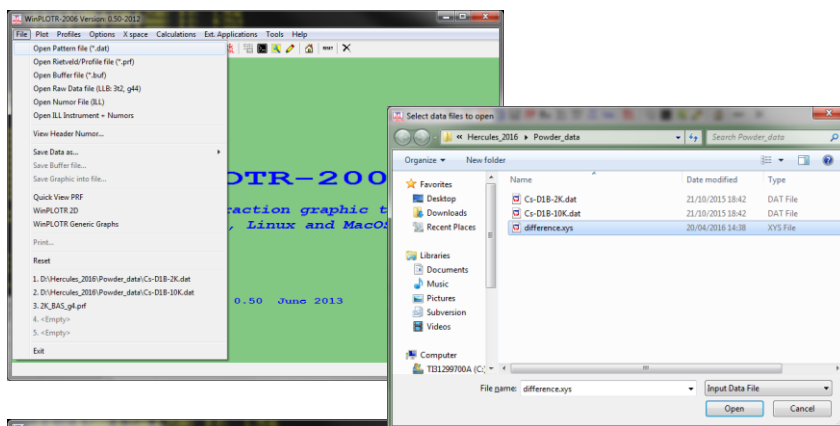 WinPLOTR-2006 Version: 0.50-2012
File Plot Profiles Options X space Calculations Ext. Applications Tools Help
Open Pattern file (*.dat)
Open Rietveld/Profile file (*.prf)
Open Buffer file (*.buf)
Open Raw Data file (LLB: 3t2, g44)
Open Numor File (ILL)
Open ILL Instrument + Numors
View Header Numor...
Save Data as...
Save Buffer file...
Save Graphic into file...
Quick View PRF
WinPLOTR 2D
WinPLOTR Generic Graphs
Print...
Reset
1. D:\Hercules_2016\Powder_data\Cs-D1B-2K.dat
2. D:\Hercules_2016\Powder_data\Cs-D1B-10K.dat
3. 2K_BAS_g4.prf
4. <Empty>
5. <Empty>
Exit
OTR-200
raction graphic t
, Linux and MacOS
0.50 June 2013
Select data files to open
« Hercules_2016 Powder_data
Search Powder_data
Organize New folder
Favorites
Desktop
Downloads
Recent Places
Libraries
Documents
Music
Pictures
Subversion
Videos
Computer
TI31299700A (C:)
Name Date modified Type
Cs-D1B-2K.dat 21/10/2015 18:42 DAT File
Cs-D1B-10K.dat 21/10/2015 18:42 DAT File
difference.xys 20/04/2016 14:38 XYS File
File name: difference.xys Input Data File
Open Cancel